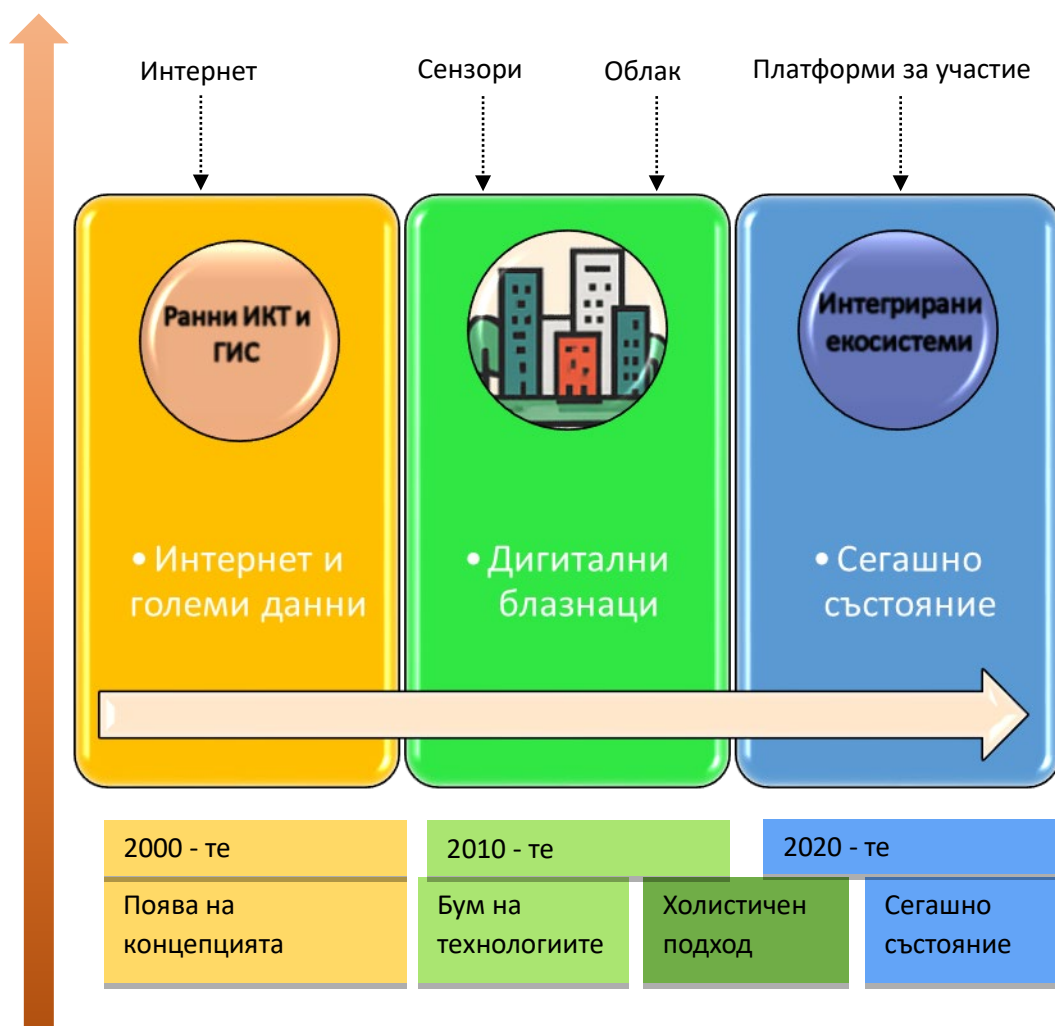 Интернет
Сензори
Облак
Платформи за участие
Ранни ИКТ и
ГИС
Интегрирани
екосистеми
• Интернет и
големи данни
• Дигитални
блазнаци
• Сегашно
състояние
2000 - те
2010 - те
2020 - те
Поява на
концепцията
Бум на
технологиите
Холистичен
подход
Сегашно
състояние